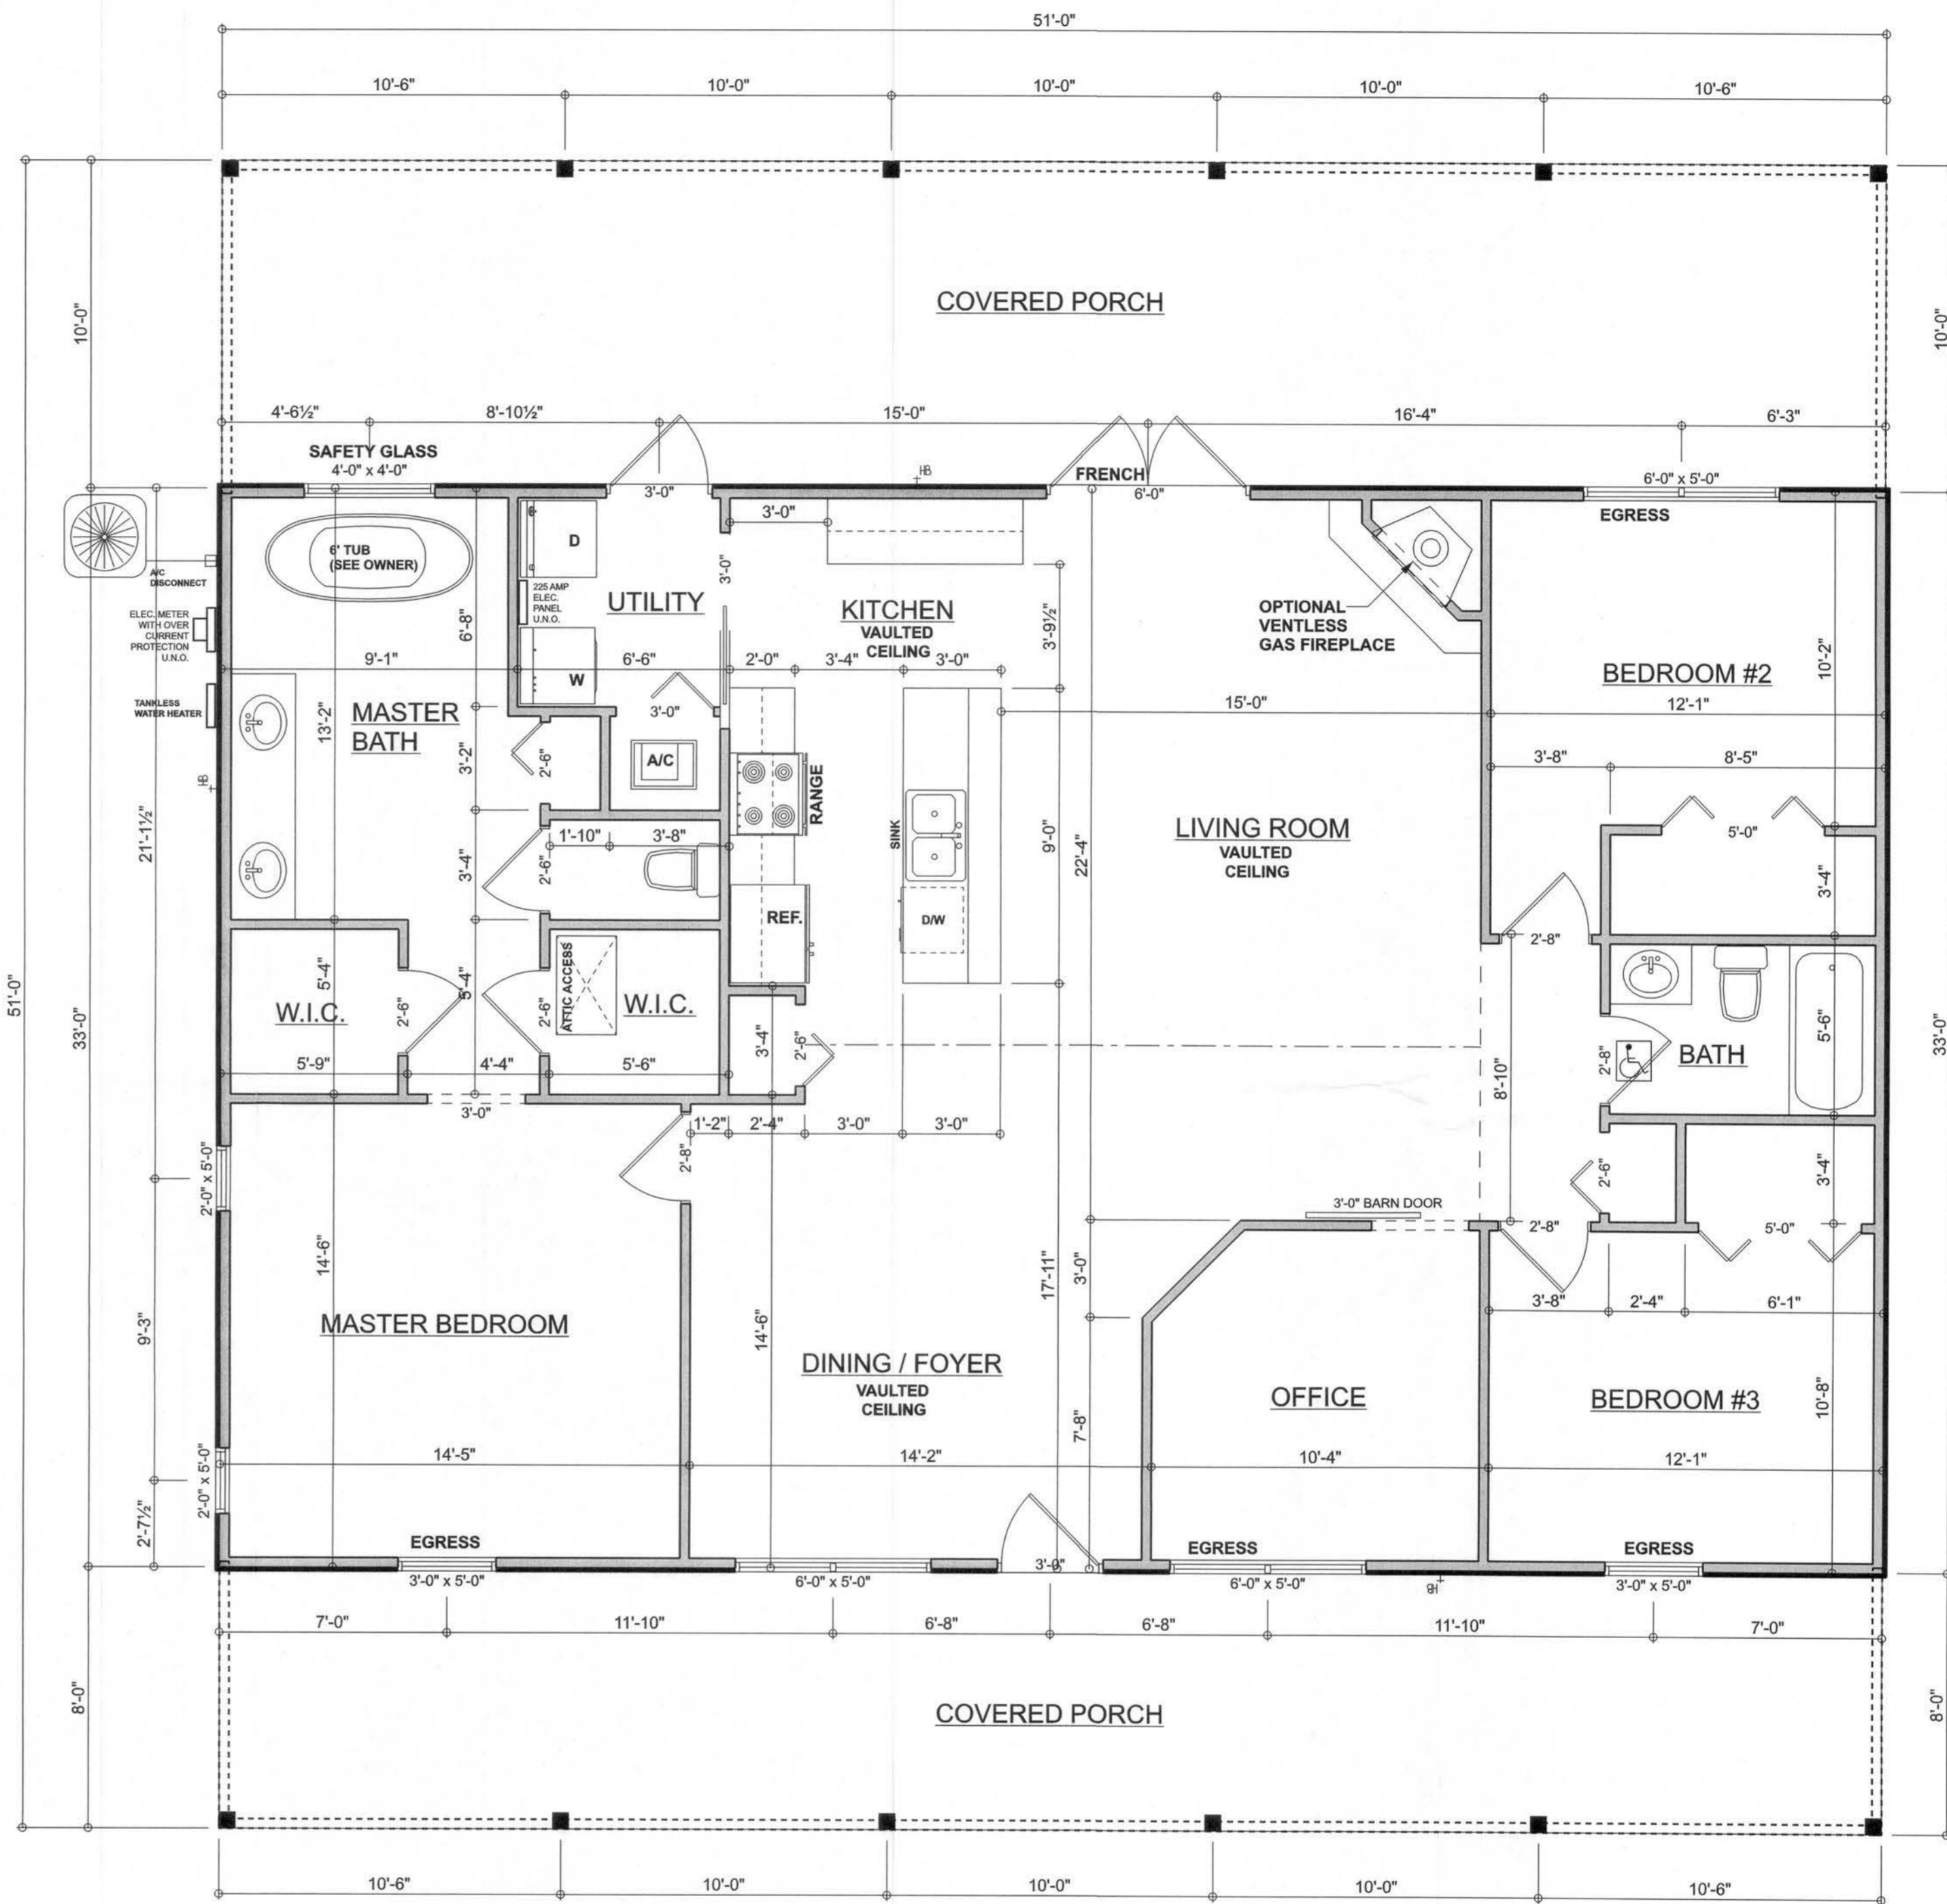 51'-0"
10'-6"
10'-0"
10'-0"
10'-0"
10'-6"
10'-0"
10'-0"
COVERED PORCH
4'-6½"
8'-10½"
15'-0"
16'-4"
6'-3"
SAFETY GLASS
4'-0" x 4'-0"
3'-0"
HB
FRENCH
6'-0"
6'-0" x 5'-0"
EGRESS
A/C
DISCONNECT
ELEC. METER
WITH OVER
CURRENT
PROTECTION
U.N.O.
TANKLESS
WATER HEATER
HB
6' TUB
(SEE OWNER)
D
225 AMP
ELEC.
PANEL
U.N.O.
UTILITY
3'-0"
3'-0"
KITCHEN
VAULTED
CEILING
3'-9½"
OPTIONAL
VENTLESS
GAS FIREPLACE
BEDROOM #2
10'-2"
12'-1"
6'-8"
9'-1"
6'-6"
2'-0"
3'-4"
3'-0"
W
3'-0"
15'-0"
MASTER
BATH
13'-2"
3'-2"
2'-6"
A/C
RANGE
3'-8"
8'-5"
5'-0"
21'-1½"
1'-10"
3'-8"
3'-4"
2'-6"
SINK
9'-0"
22'-4"
LIVING ROOM
VAULTED
CEILING
3'-4"
REF.
D/W
2'-8"
51'-0"
33'-0"
33'-0"
5'-4"
5'-4"
W.I.C.
2'-6"
2'-6"
ATTIC ACCESS
W.I.C.
5'-9"
4'-4"
5'-6"
3'-4"
2'-6"
8'-10"
2'-8"
BATH
5'-6"
3'-0"
1'-2"
2'-4"
3'-0"
3'-0"
2'-8"
2'-0" x 5'-0"
2'-6"
3'-4"
3'-0" BARN DOOR
2'-8"
5'-0"
14'-6"
17'-11"
3'-0"
3'-8"
2'-4"
6'-1"
9'-3"
MASTER BEDROOM
14'-6"
DINING / FOYER
VAULTED
CEILING
7'-8"
OFFICE
BEDROOM #3
10'-8"
14'-5"
14'-2"
10'-4"
12'-1"
2'-0" x 5'-0"
2'-7½"
EGRESS
3'-0" x 5'-0"
6'-0" x 5'-0"
3'-0"
EGRESS
6'-0" x 5'-0"
HB
EGRESS
3'-0" x 5'-0"
7'-0"
11'-10"
6'-8"
6'-8"
11'-10"
7'-0"
8'-0"
8'-0"
COVERED PORCH
10'-6"
10'-0"
10'-0"
10'-0"
10'-6"